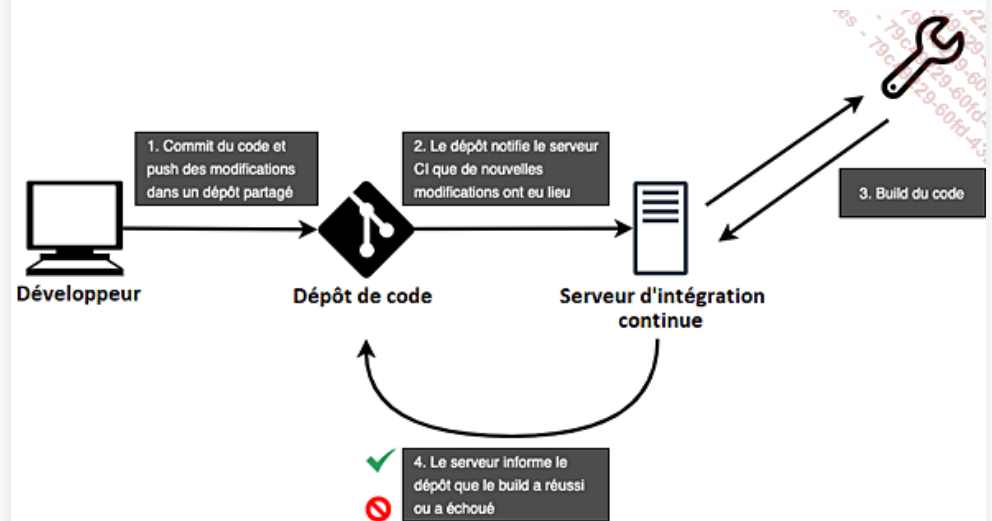 1. Commit du code et
push des modifications
dans un dépôt partagé
2. Le dépôt notifie le serveur
CI que de nouvelles
modifications ont eu lieu
3. Build du code
Développeur
Dépôt de code
Serveur d'intégration
continue
4. Le serveur informe le
dépôt que le build a réussi
ou a échoué